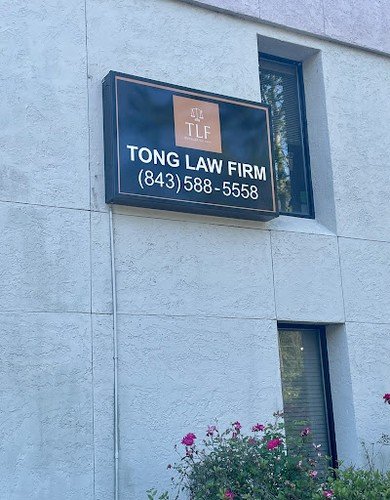 TLF
TONG LAW FIRM
(843)588-5558